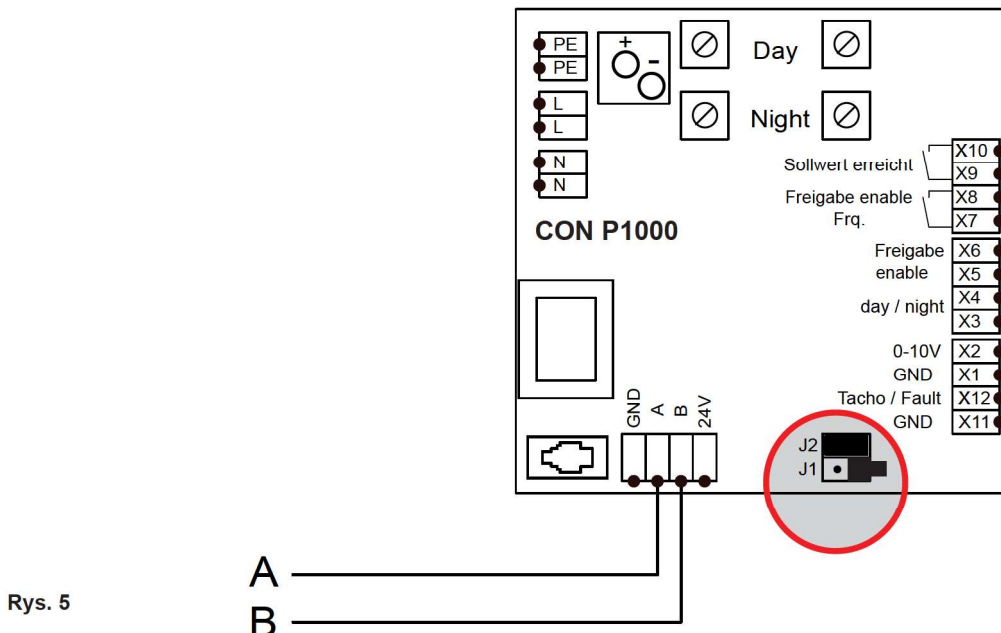 PE
PE
L
L
N
N
+
-
Day
Night
CON P1000
Sollwert erreicht
Freigabe enable
Frq.
Freigabe
enable
day / night
0-10V
GND
Tacho / Fault
GND
X10
X9
X8
X7
X6
X5
X4
X3
X2
X1
X12
X11
GND
A
B
24V
J2
J1
A
B
Rys. 5